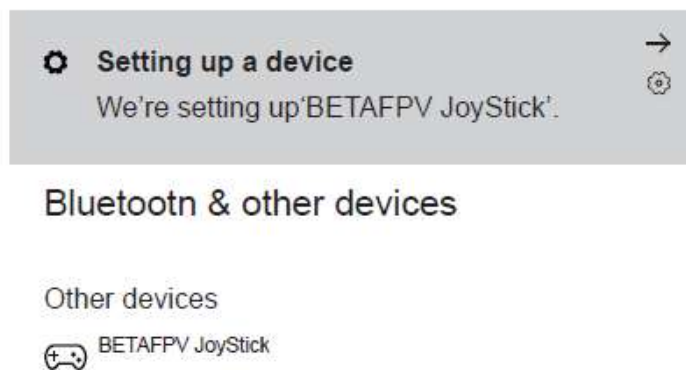 Setting up a device
We're setting up‘BETAFPV JoyStick’.
Bluetootn & other devices
Other devices
BETAFPV JoyStick